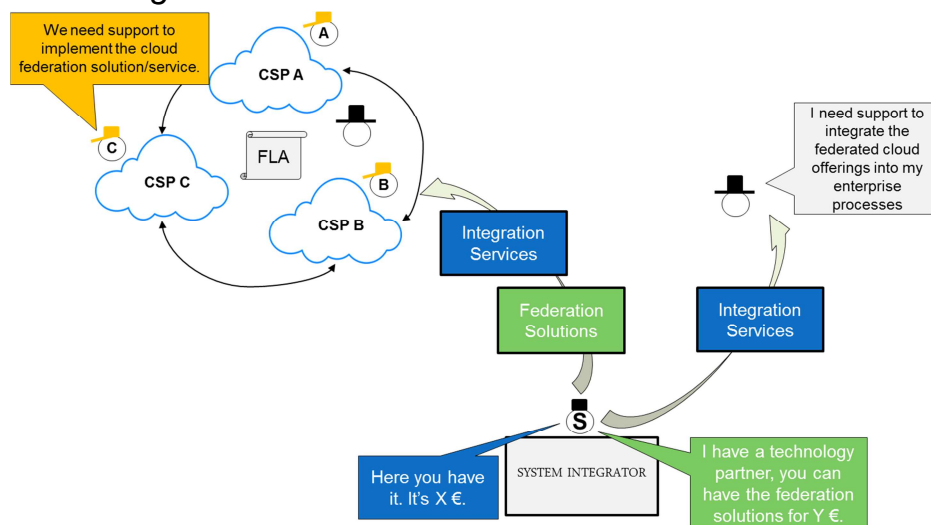 We need support to
implement the cloud
federation solution/service.
A
CSP A
C
CSP C
FLA
B
CSP B
I need support to
integrate the
federated cloud
offerings into my
enterprise
processes
Integration
Services
Federation
Solutions
Integration
Services
S
SYSTEM INTEGRATOR
Here you have
it. It's X €.
I have a technology
partner, you can
have the federation
solutions for Y €.